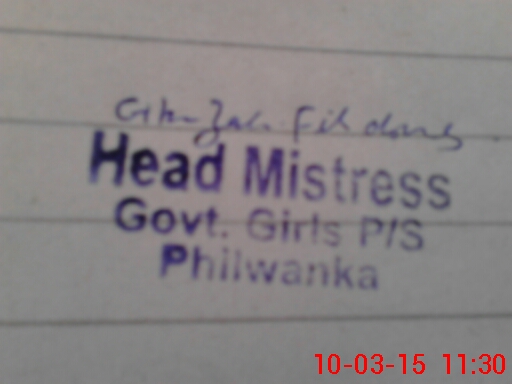 Head Mistress
Govt. Girls P/S
Philwanka
10-03-15 11:30